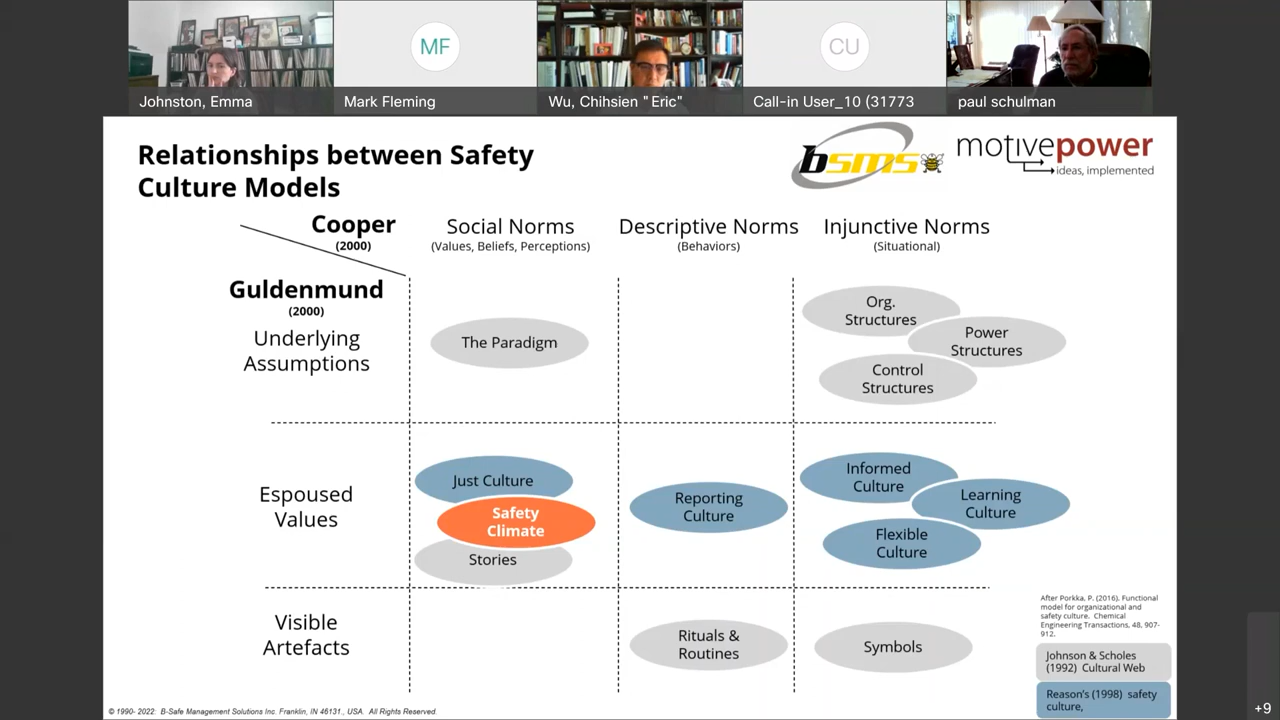 MF
CU
Johnston, Emma
Mark Fleming
Wu, Chihsien "Eric"
Call-in User_10 (31773
paul schulman
Relationships between Safety
Culture Models
bsms
motivepower
ideas, implemented
Cooper
(2000)
Social Norms
(Values, Beliefs, Perceptions)
Descriptive Norms
(Behaviors)
Injunctive Norms
(Situational)
Guldenmund
(2000)
Underlying
Assumptions
The Paradigm
Org.
Structures
Power
Structures
Control
Structures
Espoused
Values
Just Culture
Safety
Climate
Stories
Reporting
Culture
Informed
Culture
Learning
Culture
Flexible
Culture
Visible
Artefacts
Rituals &
Routines
Symbols
After Porkka, P. (2016). Functional
model for organizational and
safety culture. Chemical
Engineering Transactions, 48, 907-
912.
Johnson & Scholes
(1992) Cultural Web
Reason's (1998) safety
culture,
© 1990- 2022: B-Safe Management Solutions Inc. Franklin, IN 46131., USA. All Rights Reserved.
+9